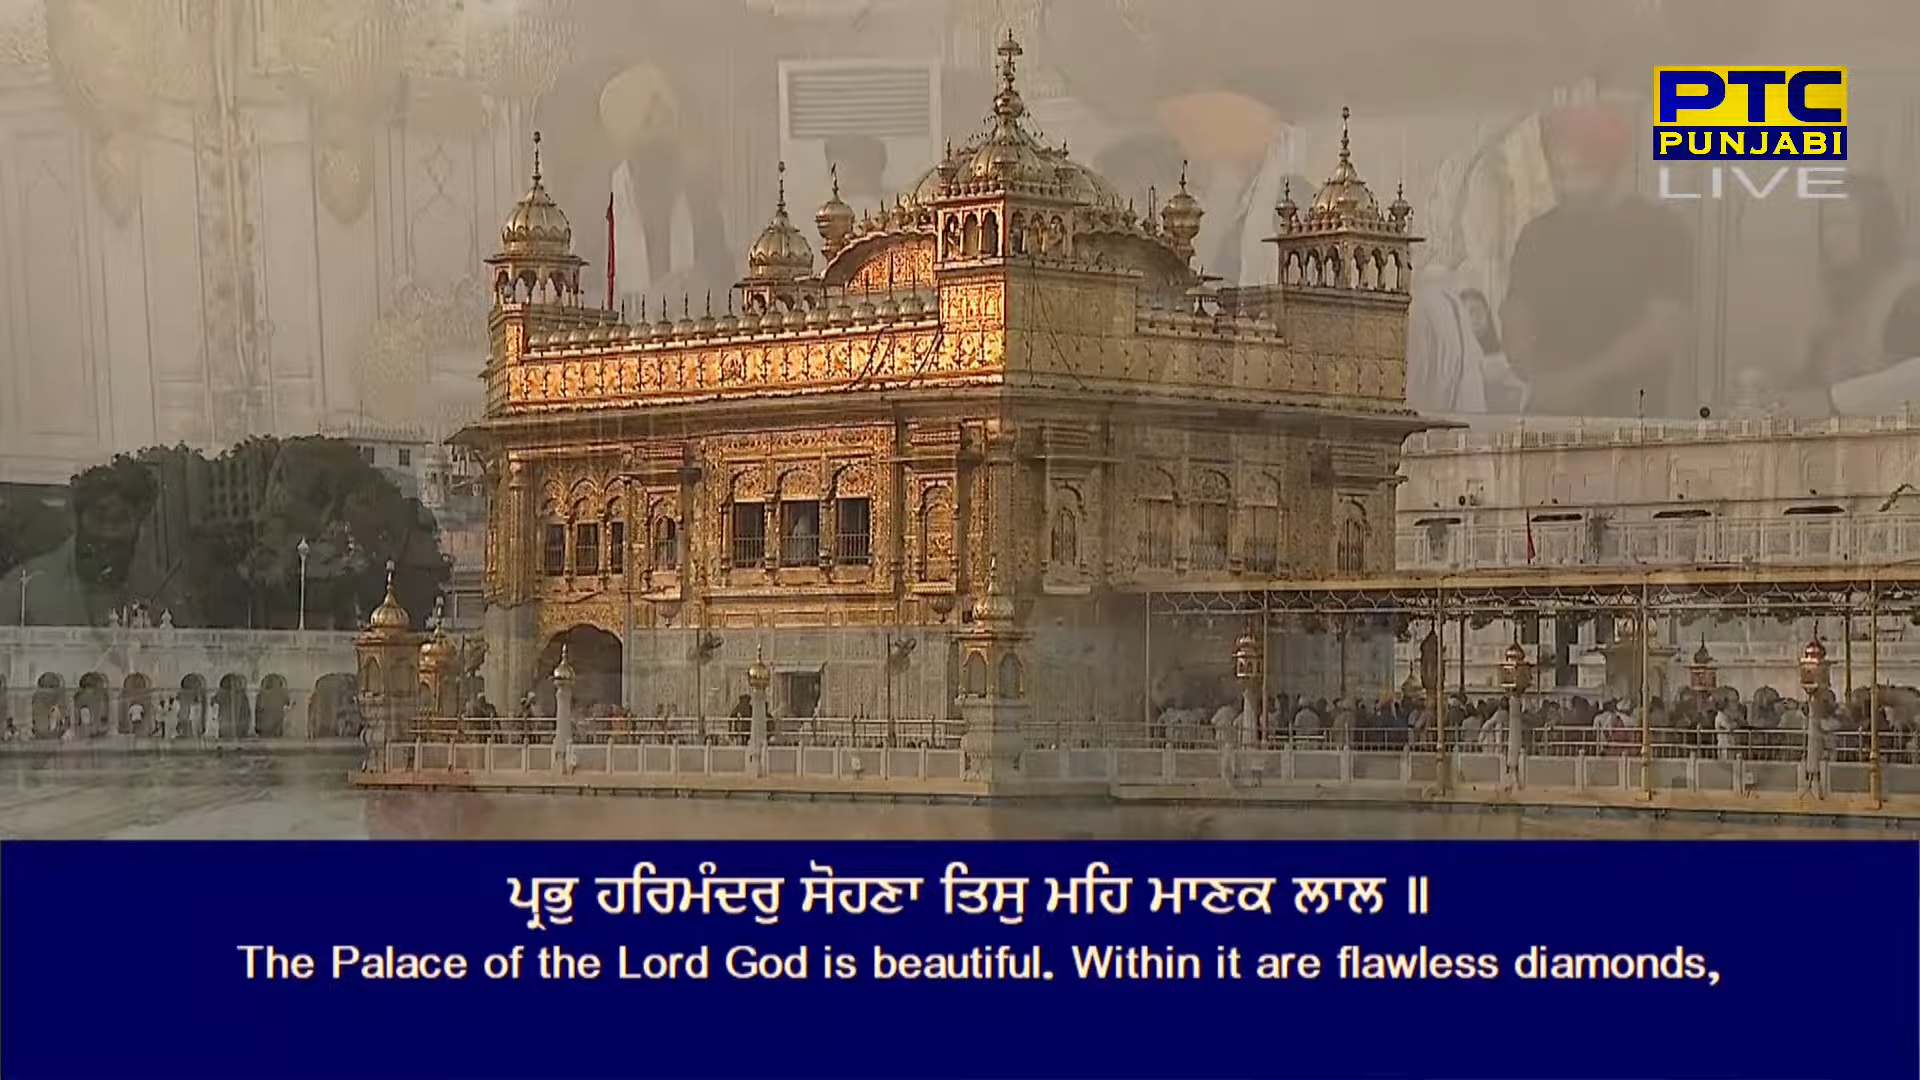 PTC
PUNJABI
LIVE
ਪ੍ਰਭੁ ਹਰਿਮੰਦਰੁ ਸੋਹਣਾ ਤਿਸੁ ਮਹਿ ਮਾਣਕ ਲਾਲ ॥
The Palace of the Lord God is beautiful. Within it are flawless diamonds,